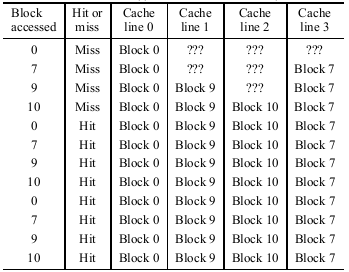 Block accessed Hit or miss Cache line 0 Cache line 1 Cache line 2 Cache line 3
0 Miss Block 0 ??? ??? ???
7 Miss Block 0 ??? ??? Block 7
9 Miss Block 0 Block 9 ??? Block 7
10 Miss Block 0 Block 9 Block 10 Block 7
0 Hit Block 0 Block 9 Block 10 Block 7
7 Hit Block 0 Block 9 Block 10 Block 7
9 Hit Block 0 Block 9 Block 10 Block 7
10 Hit Block 0 Block 9 Block 10 Block 7
0 Hit Block 0 Block 9 Block 10 Block 7
7 Hit Block 0 Block 9 Block 10 Block 7
9 Hit Block 0 Block 9 Block 10 Block 7
10 Hit Block 0 Block 9 Block 10 Block 7